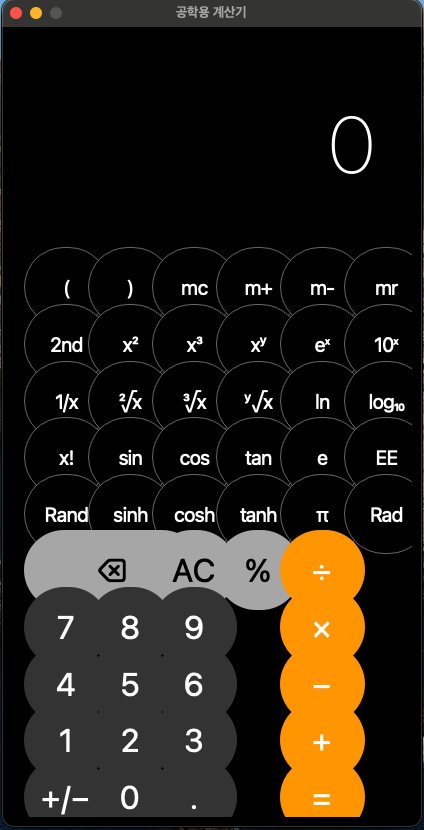 공학용 계산기
0
( ) mc m+ m- mr
2nd x² x³ xʸ eˣ 10ˣ
1/x ²√x ³√x ʸ√x ln log₁₀
x! sin cos tan e EE
Rand sinh cosh tanh π Rad
⌫ AC % ÷
7 8 9 ×
4 5 6 −
1 2 3 +
+/− 0 . =